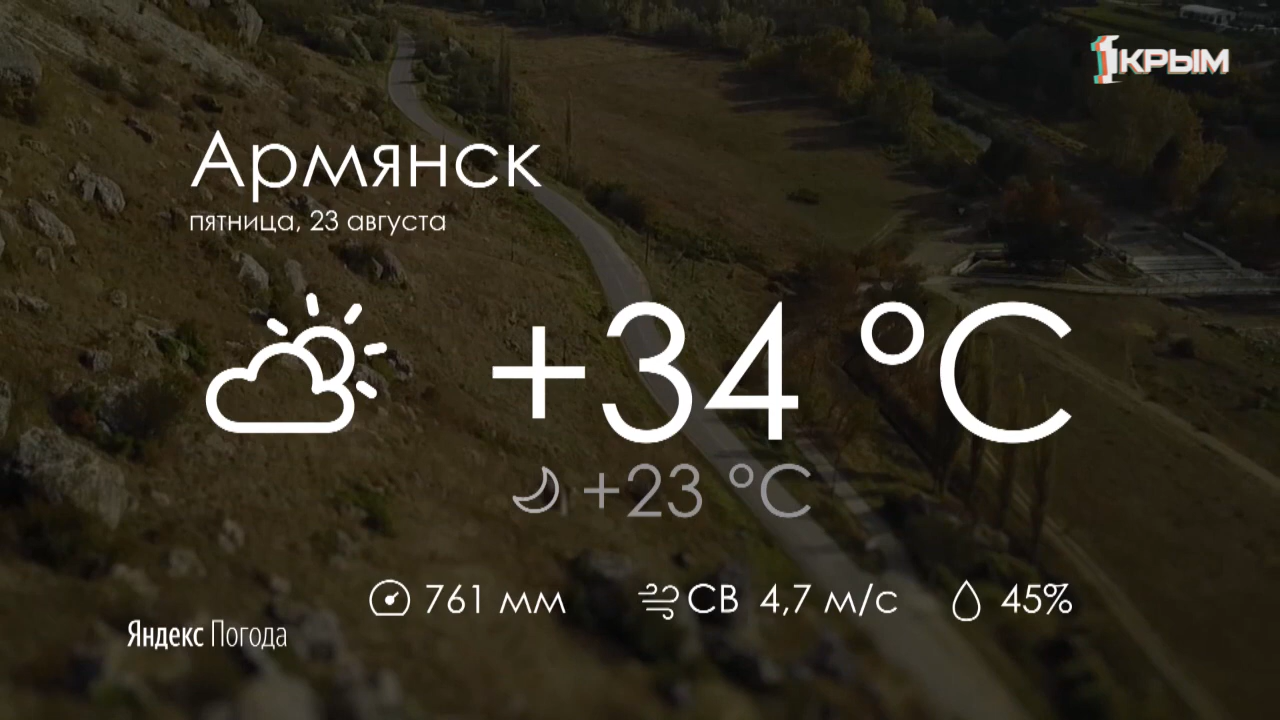 1КРЫМ
Армянск
пятница, 23 августа
+34 °C
+23 °C
761 мм СВ 4,7 м/с 45%
Яндекс Погода